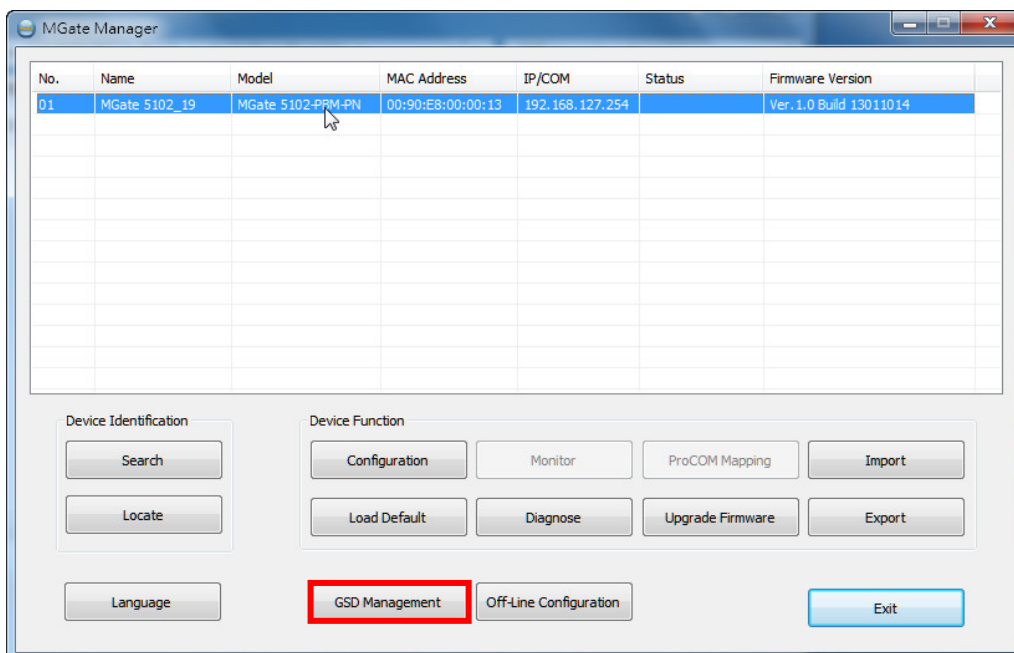 MGate Manager
No. Name Model MAC Address IP/COM Status Firmware Version
01 MGate 5102_19 MGate 5102-PBM-PN 00:90:E8:00:00:13 192.168.127.254 Ver.1.0 Build 13011014
Device Identification Device Function
Search Configuration Monitor ProCOM Mapping Import
Locate Load Default Diagnose Upgrade Firmware Export
Language GSD Management Off-Line Configuration Exit